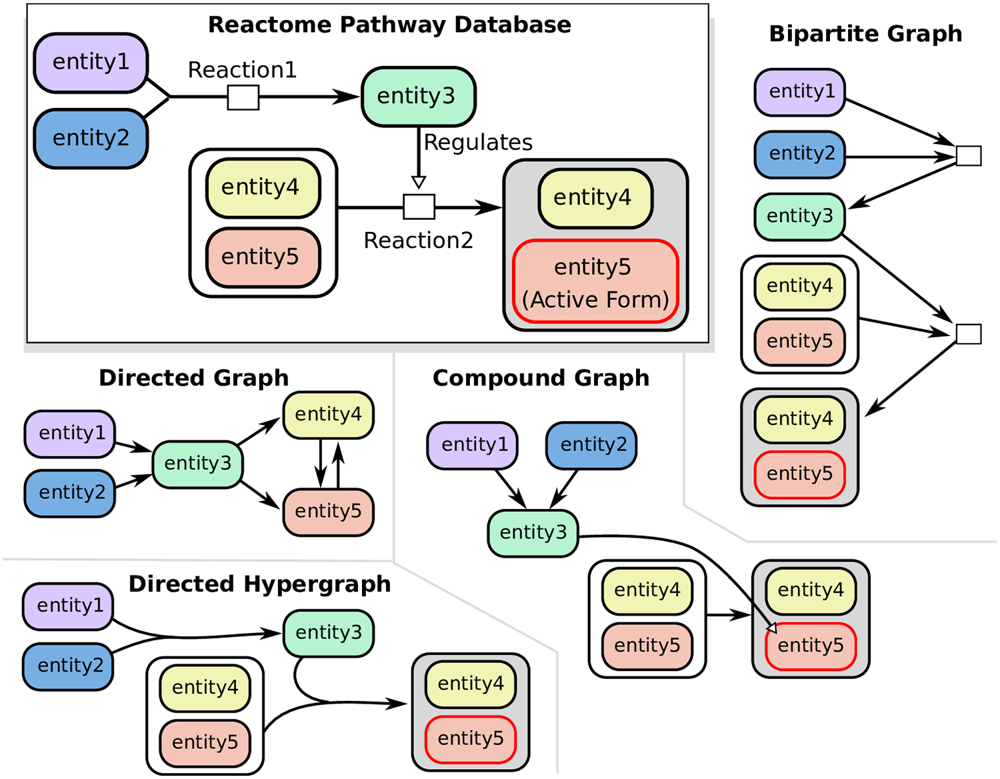 Reactome Pathway Database
entity1
Reaction1
entity3
entity2
Regulates
entity4
entity5
Reaction2
entity4
entity5
(Active Form)
Bipartite Graph
entity1
entity2
entity3
entity4
entity5
entity4
entity5
Directed Graph
entity1
entity2
entity3
entity4
entity5
Compound Graph
entity1
entity2
entity3
entity4
entity5
entity4
entity5
Directed Hypergraph
entity1
entity2
entity3
entity4
entity5
entity4
entity5